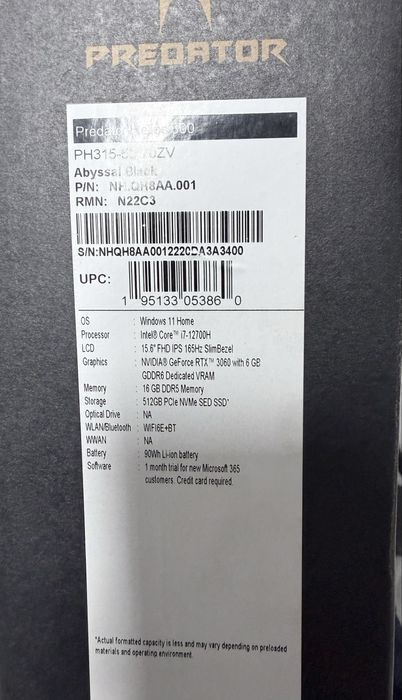 PREDATOR
Abyssal Black
P/N: NH.QH8AA.001
RMN: N22C3
S/N:NHQH8AA0012220DA3A3400
UPC:
1 95133 05386 0
OS : Windows 11 Home
Processor : Intel® Core™ i7-12700H
LCD : 15.6" FHD IPS 165Hz SlimBezel
Graphics : NVIDIA® GeForce RTX™ 3060 with 6 GB
GDDR6 Dedicated VRAM
Memory : 16 GB DDR5 Memory
Storage : 512GB PCIe NVMe SED SSD*
Optical Drive : NA
WLAN/Bluetooth : WiFi6E+BT
WWAN : NA
Battery : 90Wh Li-ion battery
Software : 1 month trial for new Microsoft 365
customers. Credit card required.
*Actual formatted capacity is less and may vary depending on preloaded
materials and operating environment.